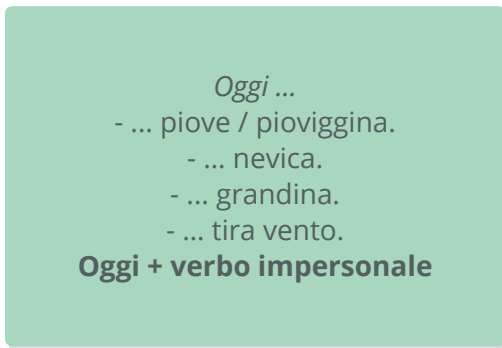 Oggi ...
- ... piove / pioviggina.
- ... nevica.
- ... grandina.
- ... tira vento.
Oggi + verbo impersonale